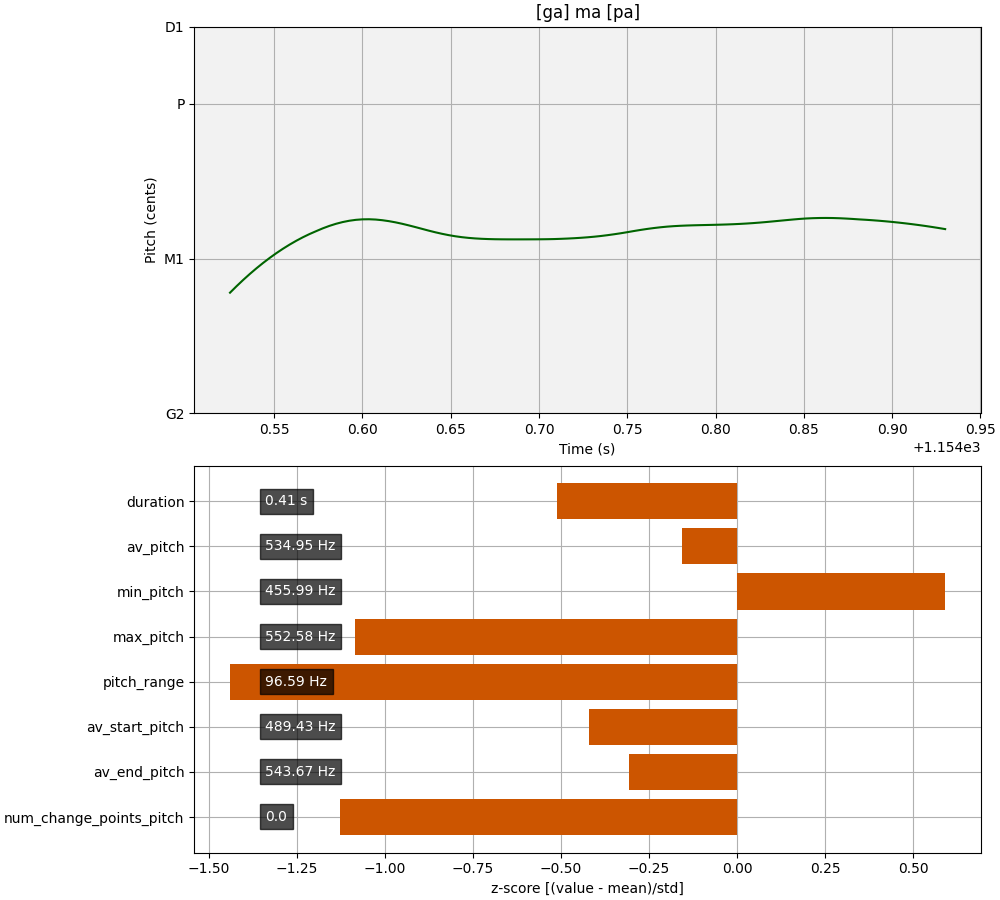 [ga] ma [pa]
D1
P
M1
G2
Pitch (cents)
0.55 0.60 0.65 0.70 0.75 0.80 0.85 0.90 0.95
Time (s)
+1.154e3
duration 0.41 s
av_pitch 534.95 Hz
min_pitch 455.99 Hz
max_pitch 552.58 Hz
pitch_range 96.59 Hz
av_start_pitch 489.43 Hz
av_end_pitch 543.67 Hz
num_change_points_pitch 0.0
−1.50 −1.25 −1.00 −0.75 −0.50 −0.25 0.00 0.25 0.50
z-score [(value - mean)/std]